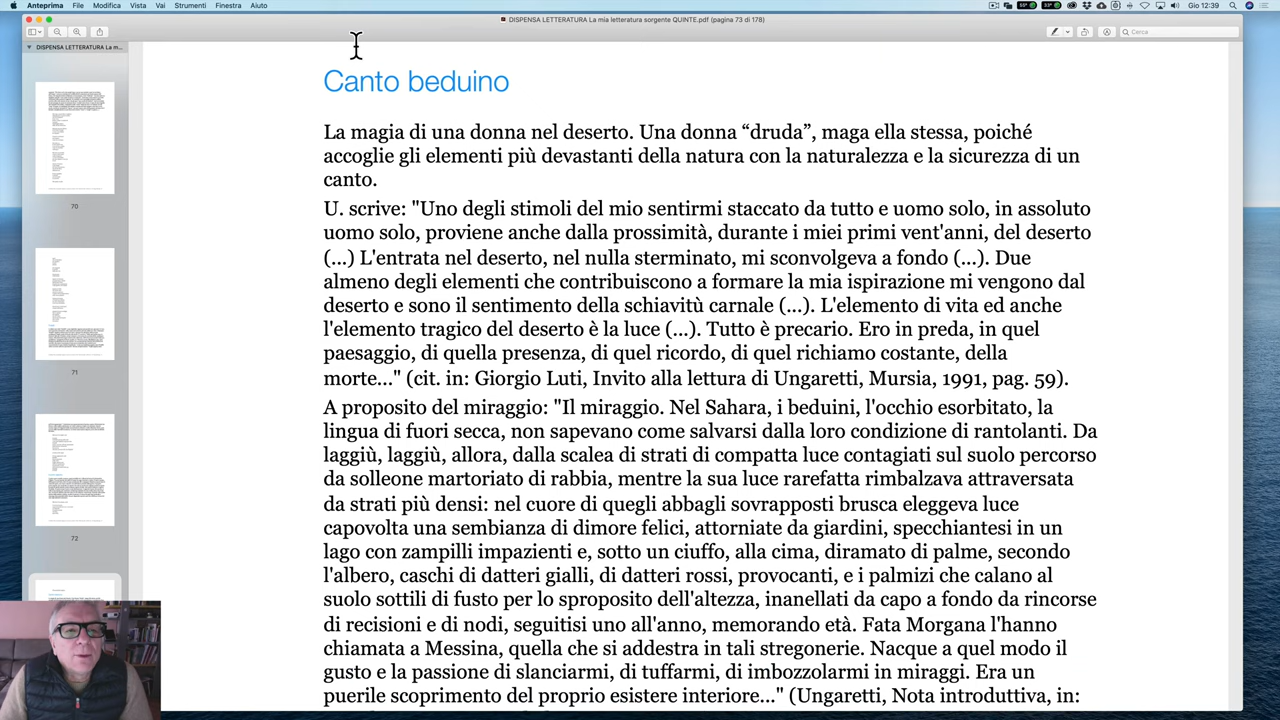 Anteprima File Modifica Vista Vai Strumenti Finestra Aiuto
Gio 12:39
DISPENSA LETTERATURA La mia letteratura sorgente QUINTE.pdf (pagina 73 di 178)
Cerca
DISPENSA LETTERATURA La m...
70
71
72
Canto beduino
La magia di una donna nel deserto. Una donna “druda”, maga ella stessa, poiché
accoglie gli elementi più devastanti della natura con la naturalezza e la sicurezza di un
canto.
U. scrive: "Uno degli stimoli del mio sentirmi staccato da tutto e uomo solo, in assoluto
uomo solo, proviene anche dalla prossimità, durante i miei primi vent'anni, del deserto
(...) L'entrata nel deserto, nel nulla sterminato, mi sconvolgeva a fondo (...). Due
almeno degli elementi che contribuiscono a formare la mia ispirazione mi vengono dal
deserto e sono il sentimento della schiavitù carnale (...). L'elemento di vita ed anche
l'elemento tragico nel deserto è la luce (...). Tutto è precario. Ero in preda, in quel
paesaggio, di quella presenza, di quel ricordo, di quel richiamo costante, della
morte..." (cit. in: Giorgio Luti, Invito alla lettura di Ungaretti, Mursia, 1991, pag. 59).
A proposito del miraggio: "Il miraggio. Nel Sahara, i beduini, l'occhio esorbitato, la
lingua di fuori secca, non sapevano come salvarsi dalla loro condizione di rantolanti. Da
laggiù, laggiù, allora, dalla scalea di strati di compatta luce contagiati sul suolo percorso
da solleone martoriato di rabbia, mentre la sua luce rarefatta rimbalzava attraversata
da strati più densi: nel cuore di quegli abbagli sovrapposti brusca eleggeva luce
capovolta una sembianza di dimore felici, attorniate da giardini, specchiantesi in un
lago con zampilli impazienti e, sotto un ciuffo, alla cima, diramato di palme, secondo
l'albero, caschi di datteri gialli, di datteri rossi, provocanti, e i palmizi che calano al
suolo sottili di fusto per lo sproposito dell'altezza, inanellati da capo a fondo da rincorse
di recisioni e di nodi, seguitisi uno all'anno, memorando età. Fata Morgana l'hanno
chiamata a Messina, quella che si addestra in tali stregonerie. Nacque a quel modo il
gusto e la passione di slanciarmi, di tuffarmi, di imbozzolarmi in miraggi. Era un
puerile scoprimento del proprio esistere interiore..." (Ungaretti, Nota introduttiva, in: